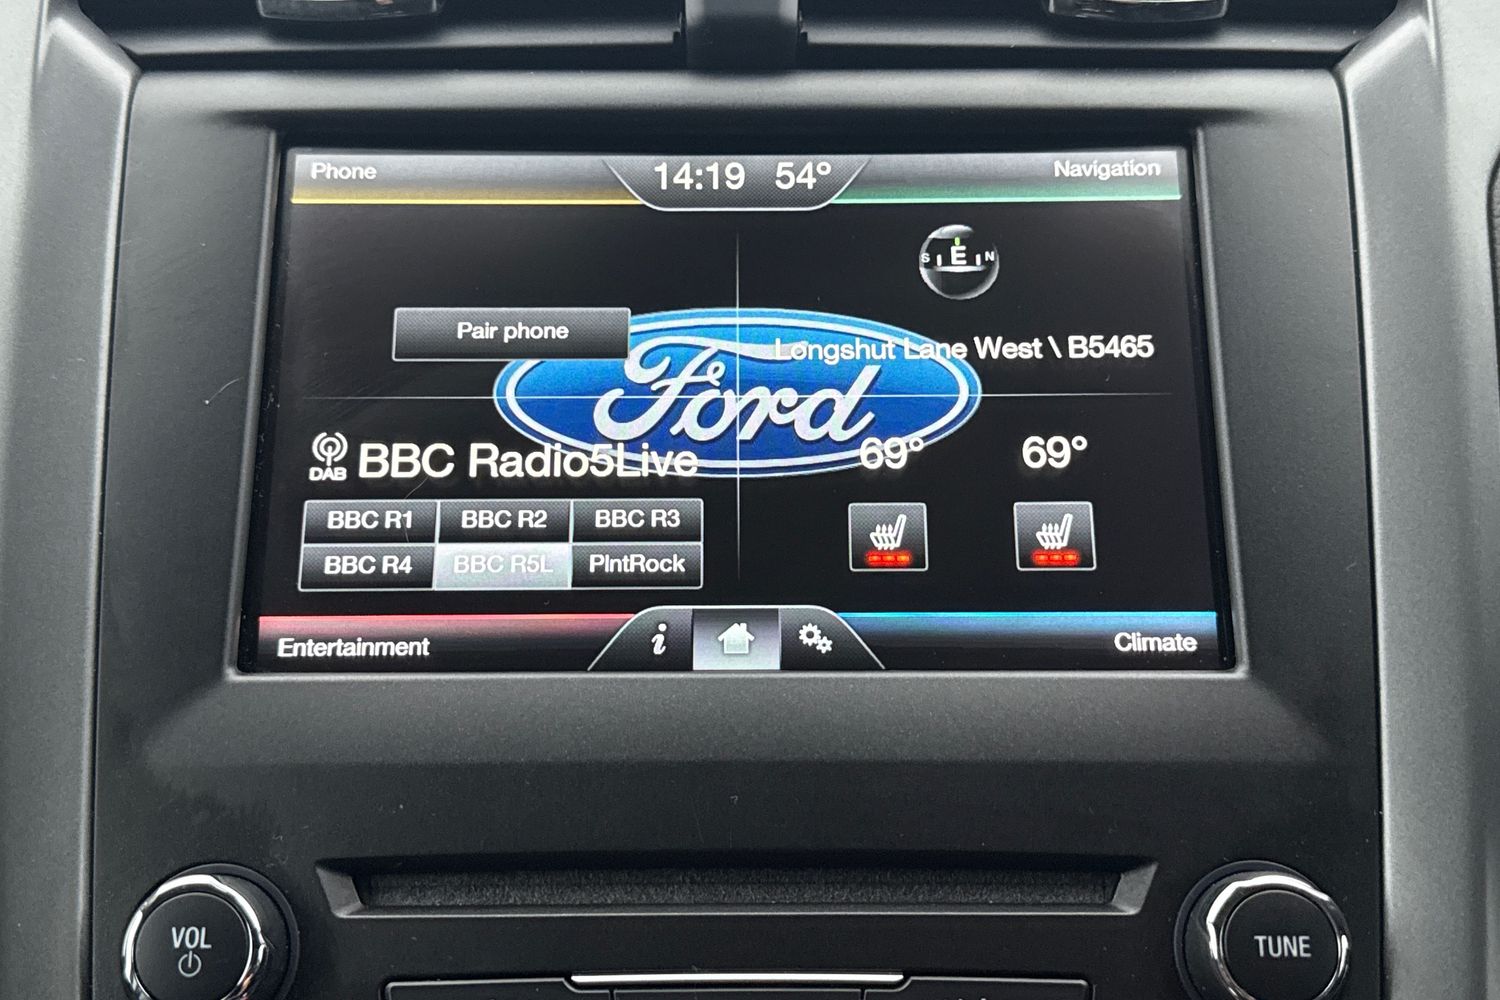 Phone 14:19 54° Navigation
S E N
Pair phone
Longshut Lane West \ B5465
Ford
DAB BBC Radio5Live 69° 69°
BBC R1 BBC R2 BBC R3
BBC R4 BBC R5L PlntRock
Entertainment i Climate
VOL TUNE